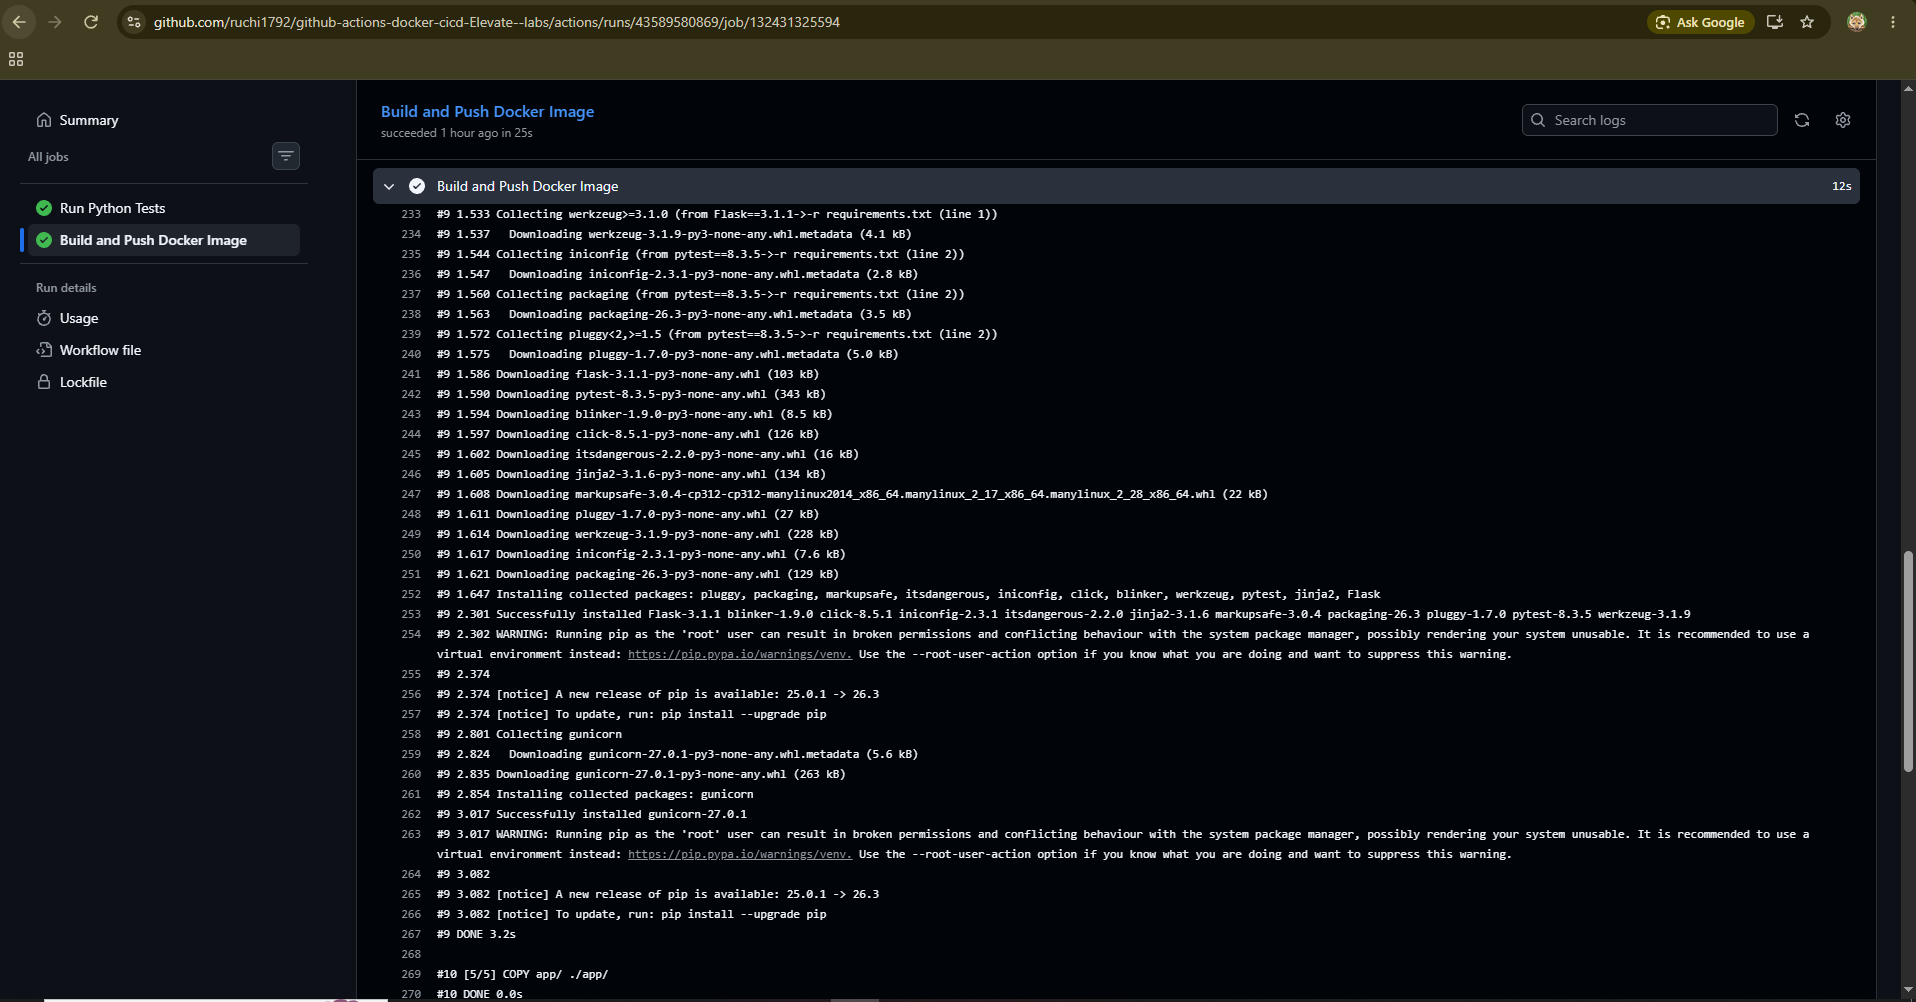 github.com/ruchi1792/github-actions-docker-cicd-Elevate--labs/actions/runs/43589580869/job/132431325594
Ask Google
Summary
All jobs
Run Python Tests
Build and Push Docker Image
Run details
Usage
Workflow file
Lockfile
Build and Push Docker Image
succeeded 1 hour ago in 25s
Search logs
Build and Push Docker Image
12s
233 #9 1.533 Collecting werkzeug>=3.1.0 (from Flask==3.1.1->-r requirements.txt (line 1))
234 #9 1.537   Downloading werkzeug-3.1.9-py3-none-any.whl.metadata (4.1 kB)
235 #9 1.544 Collecting iniconfig (from pytest==8.3.5->-r requirements.txt (line 2))
236 #9 1.547   Downloading iniconfig-2.3.1-py3-none-any.whl.metadata (2.8 kB)
237 #9 1.560 Collecting packaging (from pytest==8.3.5->-r requirements.txt (line 2))
238 #9 1.563   Downloading packaging-26.3-py3-none-any.whl.metadata (3.5 kB)
239 #9 1.572 Collecting pluggy<2,>=1.5 (from pytest==8.3.5->-r requirements.txt (line 2))
240 #9 1.575   Downloading pluggy-1.7.0-py3-none-any.whl.metadata (5.0 kB)
241 #9 1.586 Downloading flask-3.1.1-py3-none-any.whl (103 kB)
242 #9 1.590 Downloading pytest-8.3.5-py3-none-any.whl (343 kB)
243 #9 1.594 Downloading blinker-1.9.0-py3-none-any.whl (8.5 kB)
244 #9 1.597 Downloading click-8.5.1-py3-none-any.whl (126 kB)
245 #9 1.602 Downloading itsdangerous-2.2.0-py3-none-any.whl (16 kB)
246 #9 1.605 Downloading jinja2-3.1.6-py3-none-any.whl (134 kB)
247 #9 1.608 Downloading markupsafe-3.0.4-cp312-cp312-manylinux2014_x86_64.manylinux_2_17_x86_64.manylinux_2_28_x86_64.whl (22 kB)
248 #9 1.611 Downloading pluggy-1.7.0-py3-none-any.whl (27 kB)
249 #9 1.614 Downloading werkzeug-3.1.9-py3-none-any.whl (228 kB)
250 #9 1.617 Downloading iniconfig-2.3.1-py3-none-any.whl (7.6 kB)
251 #9 1.621 Downloading packaging-26.3-py3-none-any.whl (129 kB)
252 #9 1.647 Installing collected packages: pluggy, packaging, markupsafe, itsdangerous, iniconfig, click, blinker, werkzeug, pytest, jinja2, Flask
253 #9 2.301 Successfully installed Flask-3.1.1 blinker-1.9.0 click-8.5.1 iniconfig-2.3.1 itsdangerous-2.2.0 jinja2-3.1.6 markupsafe-3.0.4 packaging-26.3 pluggy-1.7.0 pytest-8.3.5 werkzeug-3.1.9
254 #9 2.302 WARNING: Running pip as the 'root' user can result in broken permissions and conflicting behaviour with the system package manager, possibly rendering your system unusable. It is recommended to use a
virtual environment instead: https://pip.pypa.io/warnings/venv. Use the --root-user-action option if you know what you are doing and want to suppress this warning.
255 #9 2.374
256 #9 2.374 [notice] A new release of pip is available: 25.0.1 -> 26.3
257 #9 2.374 [notice] To update, run: pip install --upgrade pip
258 #9 2.801 Collecting gunicorn
259 #9 2.824   Downloading gunicorn-27.0.1-py3-none-any.whl.metadata (5.6 kB)
260 #9 2.835 Downloading gunicorn-27.0.1-py3-none-any.whl (263 kB)
261 #9 2.854 Installing collected packages: gunicorn
262 #9 3.017 Successfully installed gunicorn-27.0.1
263 #9 3.017 WARNING: Running pip as the 'root' user can result in broken permissions and conflicting behaviour with the system package manager, possibly rendering your system unusable. It is recommended to use a
virtual environment instead: https://pip.pypa.io/warnings/venv. Use the --root-user-action option if you know what you are doing and want to suppress this warning.
264 #9 3.082
265 #9 3.082 [notice] A new release of pip is available: 25.0.1 -> 26.3
266 #9 3.082 [notice] To update, run: pip install --upgrade pip
267 #9 DONE 3.2s
268
269 #10 [5/5] COPY app/ ./app/
270 #10 DONE 0.0s